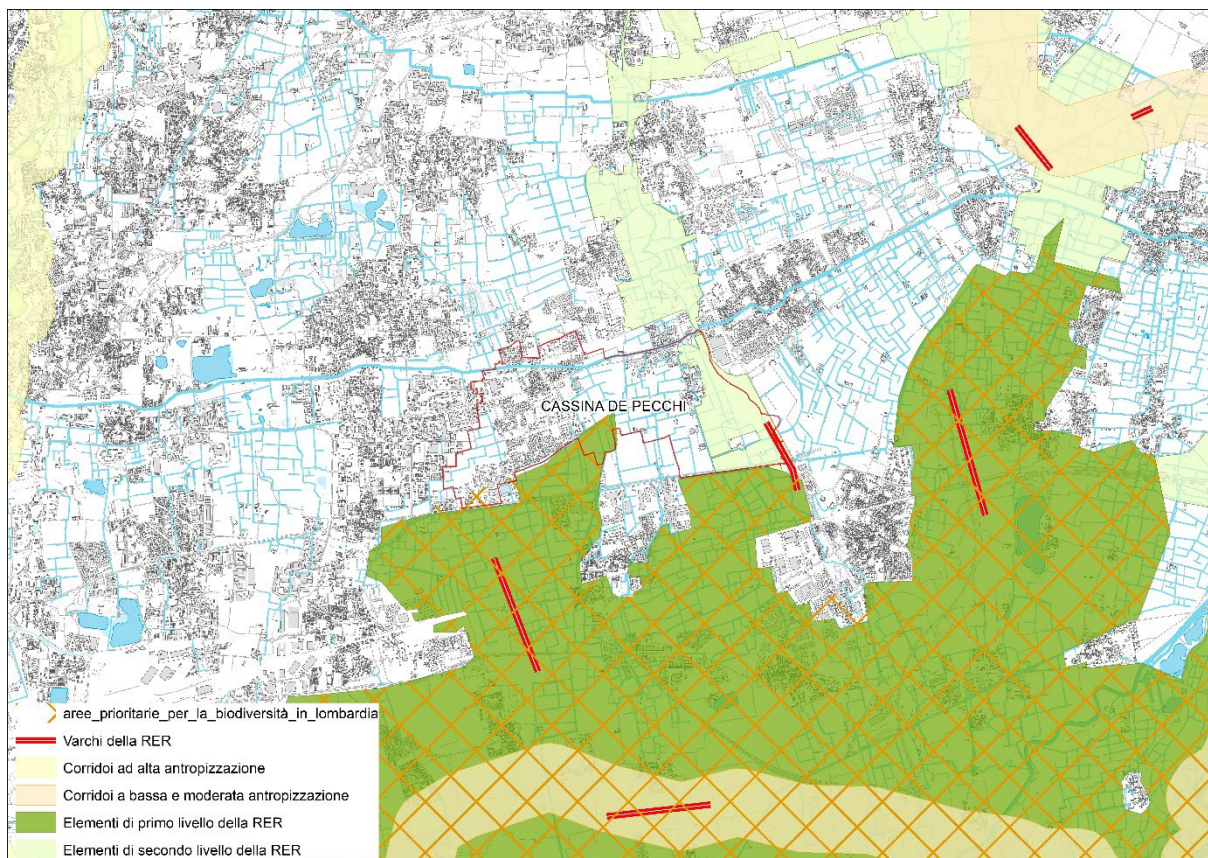 CASSINA DE PECCHI
aree_prioritarie_per_la_biodiversità_in_lombardia
Varchi della RER
Corridoi ad alta antropizzazione
Corridoi a bassa e moderata antropizzazione
Elementi di primo livello della RER
Elementi di secondo livello della RER